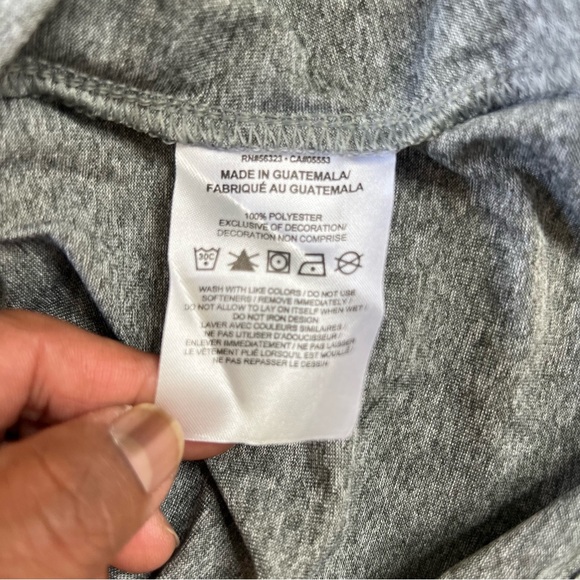 RN#56323 • CA#05553
MADE IN GUATEMALA/
FABRIQUÉ AU GUATEMALA
100% POLYESTER
EXCLUSIVE OF DECORATION/
DECORATION NON COMPRISE
30C
WASH WITH LIKE COLORS / DO NOT USE
SOFTENERS / REMOVE IMMEDIATELY /
DO NOT ALLOW TO LAY ON ITSELF WHEN WET /
DO NOT IRON DESIGN
LAVER AVEC COULEURS SIMILAIRES /
NE PAS UTILISER D'ADOUCISSEUR /
ENLEVER IMMEDIATEMENT / NE PAS LAISSER
LE VÊTEMENT PLIÉ LORSQU'IL EST MOUILLÉ /
NE PAS REPASSER LE DESSIN